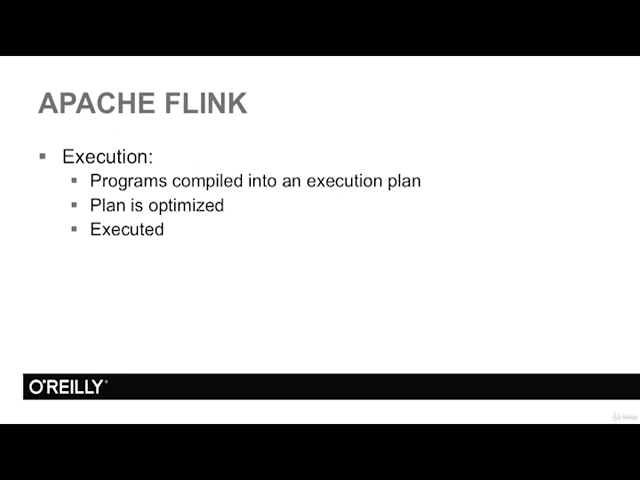 APACHE FLINK
▪ Execution:
▪ Programs compiled into an execution plan
▪ Plan is optimized
▪ Executed
O'REILLY®